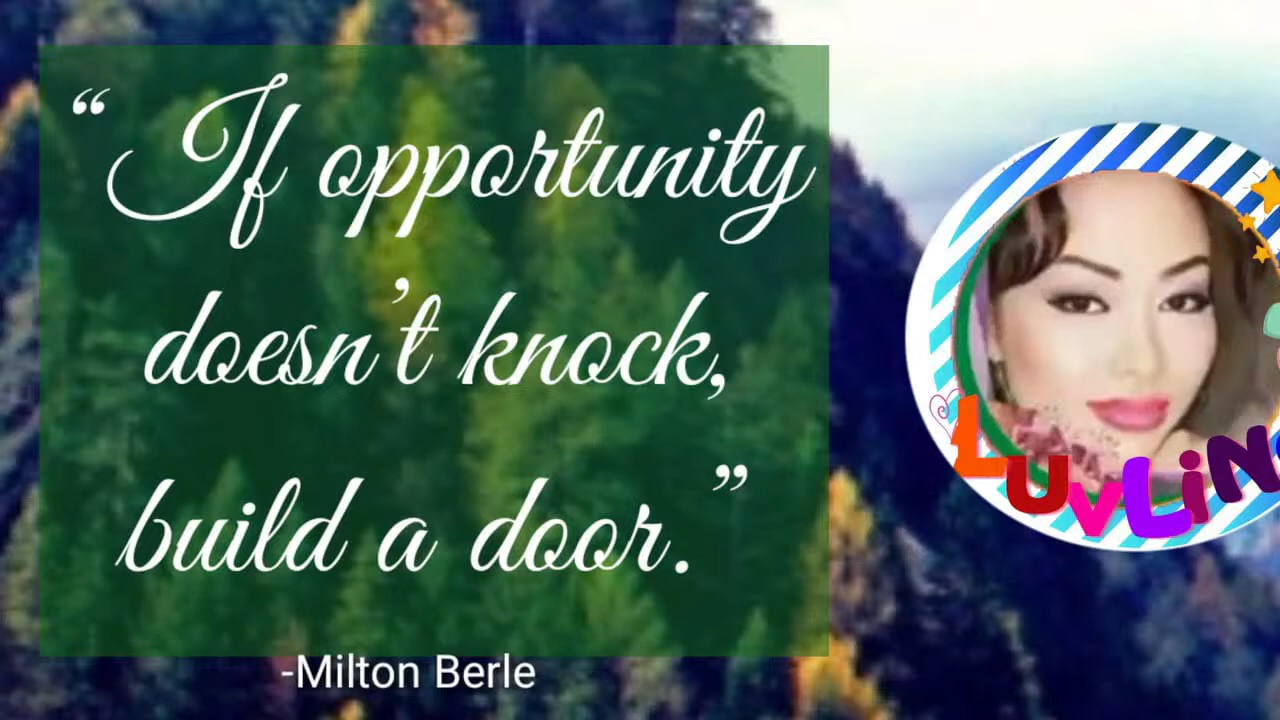 “If opportunity
doesn’t knock,
build a door.”
-Milton Berle
LUVLiN